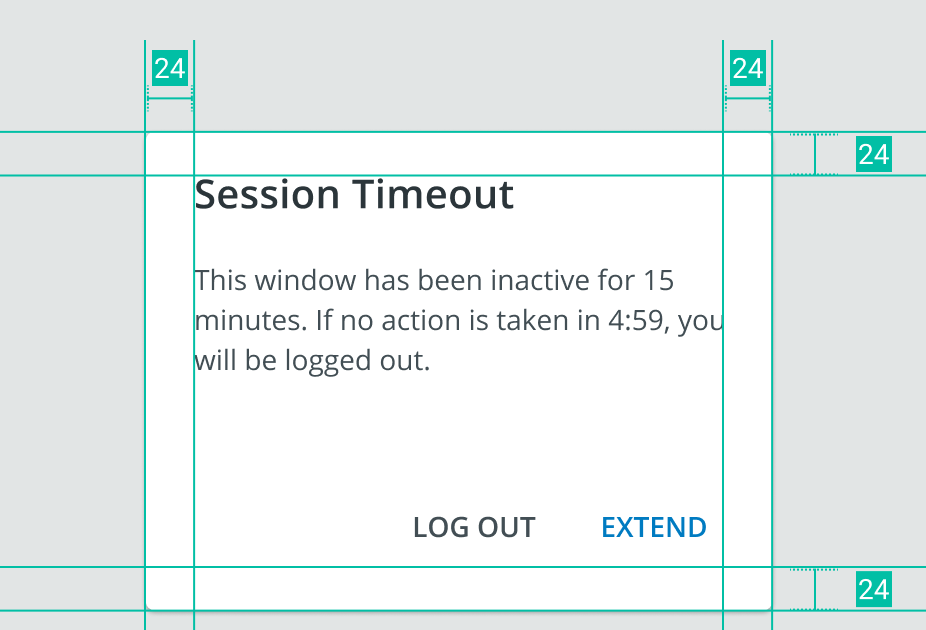 24 24
24
Session Timeout
This window has been inactive for 15
minutes. If no action is taken in 4:59, you
will be logged out.
LOG OUT EXTEND
24